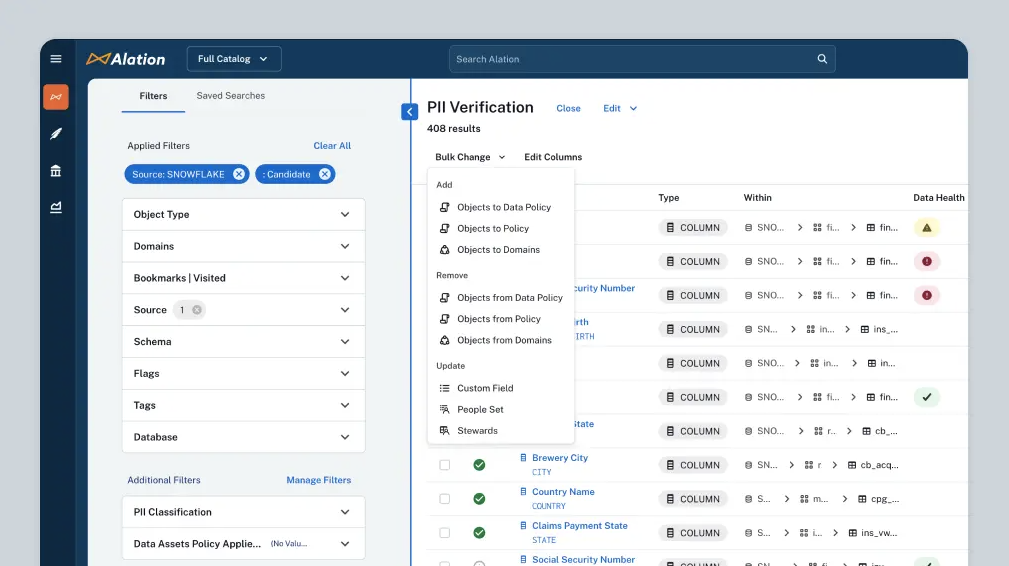 Alation
Full Catalog
Search Alation
Filters
Saved Searches
Applied Filters
Clear All
Source: SNOWFLAKE
: Candidate
Object Type
Domains
Bookmarks | Visited
Source 1
Schema
Flags
Tags
Database
Additional Filters
Manage Filters
PII Classification
Data Assets Policy Applie... (No Valu...
PII Verification
Close
Edit
408 results
Bulk Change
Edit Columns
Add
Objects to Data Policy
Objects to Policy
Objects to Domains
Remove
Objects from Data Policy
Objects from Policy
Objects from Domains
Update
Custom Field
People Set
Stewards
Type Within Data Health
COLUMN SNO... > fi... > fin...
COLUMN SNO... > fi... > fin...
curity Number COLUMN SNO... > fi... > fin...
irth COLUMN SN... > in... > ins_...
IRTH
COLUMN SNO... > in... > in...
COLUMN SNO... > fi... > fin...
State COLUMN SNO... > r... > cb_...
Brewery City COLUMN SN... > r > cb_acq...
CITY
Country Name COLUMN S... > m... > cpg_...
COUNTRY
Claims Payment State COLUMN S... > i... > ins_vw...
STATE
Social Security Number